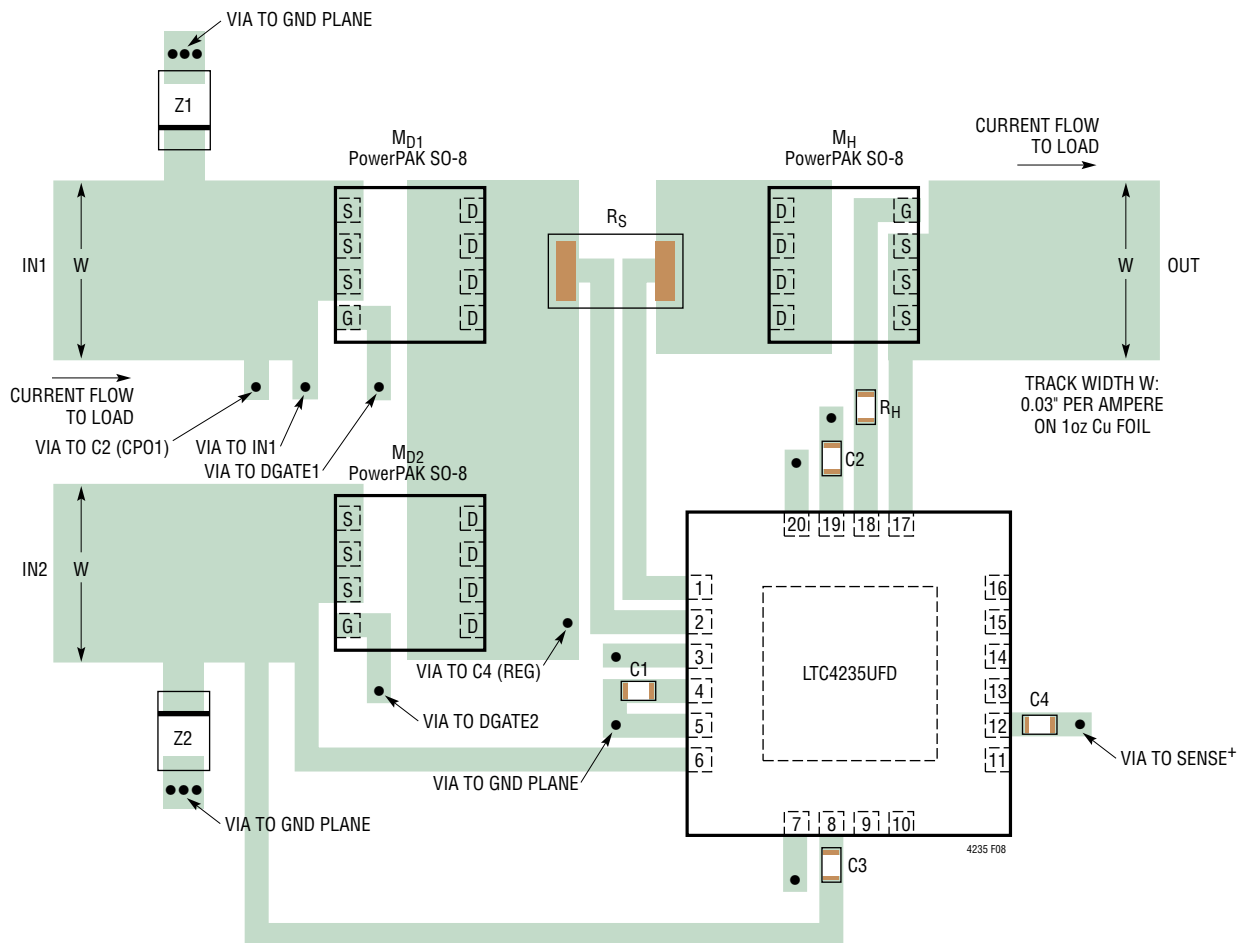 VIA TO GND PLANE
Z1
MD1
PowerPAK SO-8
MH
PowerPAK SO-8
CURRENT FLOW
TO LOAD
S
S
S
G
D
D
D
D
RS
D
D
D
D
G
S
S
S
IN1
W
W
OUT
CURRENT FLOW
TO LOAD
VIA TO C2 (CPO1)
VIA TO IN1
VIA TO DGATE1
TRACK WIDTH W:
0.03" PER AMPERE
ON 1oz Cu FOIL
RH
C2
MD2
PowerPAK SO-8
S
S
S
G
D
D
D
D
IN2
W
20
19
18
17
1
2
3
4
5
6
16
15
14
13
12
11
LTC4235UFD
C1
C4
VIA TO C4 (REG)
VIA TO DGATE2
VIA TO GND PLANE
VIA TO SENSE+
Z2
VIA TO GND PLANE
7
8
9
10
C3
4235 F08